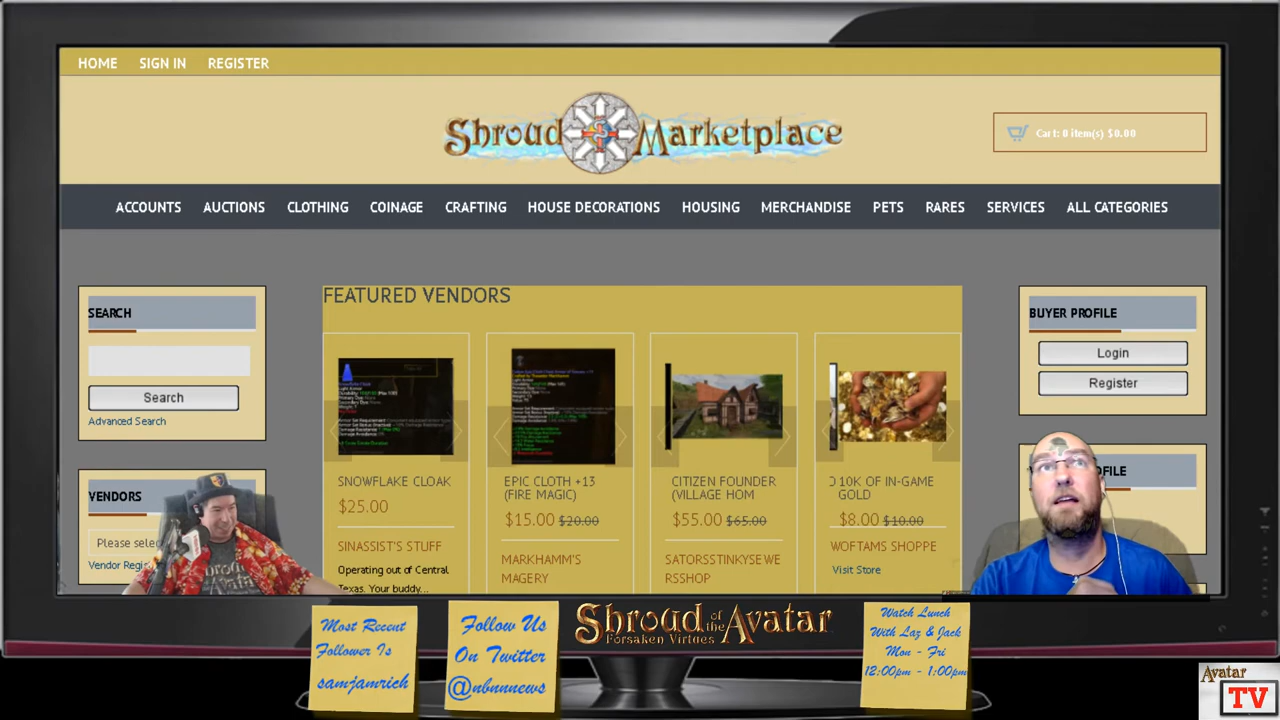 HOME SIGN IN REGISTER
Shroud Marketplace
Cart: 0 item(s) $0.00
ACCOUNTS AUCTIONS CLOTHING COINAGE CRAFTING HOUSE DECORATIONS HOUSING MERCHANDISE PETS RARES SERVICES ALL CATEGORIES
SEARCH
Search
Advanced Search
VENDORS
Please selec
Vendor Regi
FEATURED VENDORS
SNOWFLAKE CLOAK
$25.00
SINASSIST'S STUFF
Operating out of Central
Texas. Your buddy...
EPIC CLOTH +13
(FIRE MAGIC)
$15.00 $20.00
MARKHAMM'S
MAGERY
CITIZEN FOUNDER
(VILLAGE HOM
$55.00 $65.00
SATORSSTINKYSEWE
RSSHOP
10K OF IN-GAME
GOLD
$8.00 $10.00
WOFTAMS SHOPPE
Visit Store
BUYER PROFILE
Login
Register
OFILE
Most Recent
Follower Is
samjamrich
Follow Us
On Twitter
@nbnnnews
Shroud of the Avatar
Forsaken Virtues
Watch Lunch
With Laz & Jack
Mon - Fri
12:00pm - 1:00pm
Avatar
TV